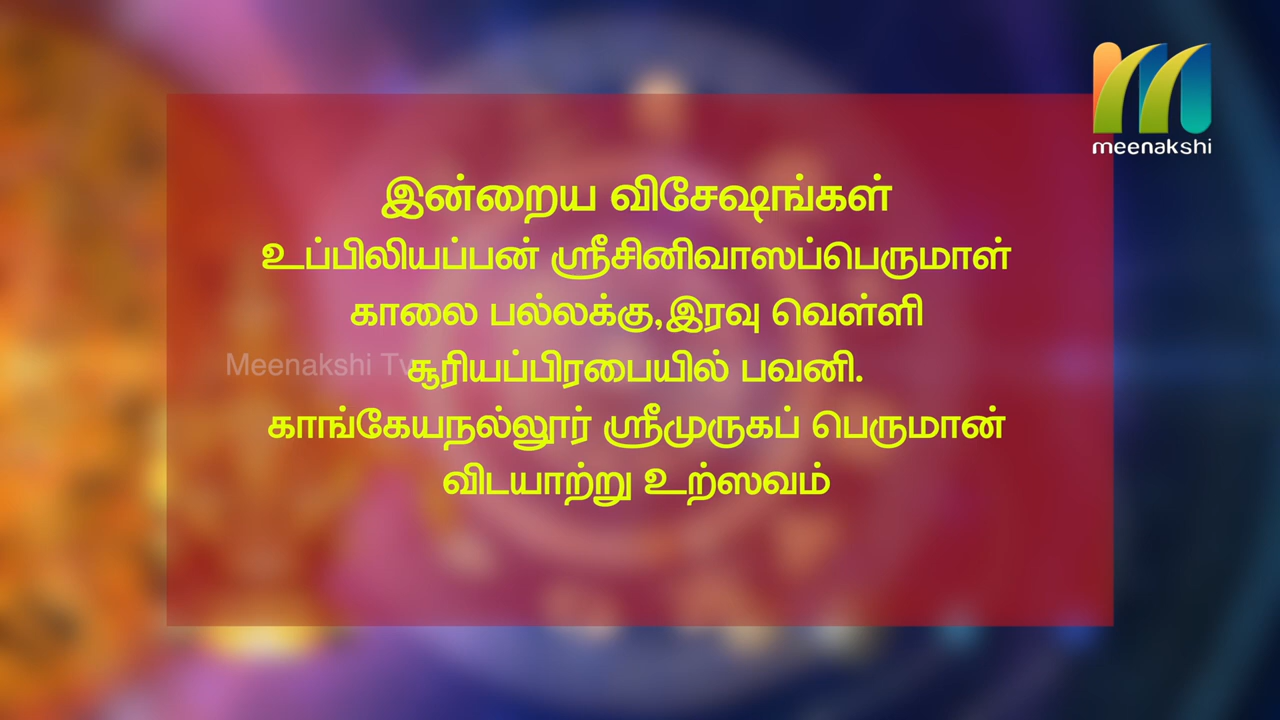 meenakshi
இன்றைய விசேஷங்கள்
உப்பிலியப்பன் ஸ்ரீசினிவாஸப்பெருமாள்
காலை பல்லக்கு,இரவு வெள்ளி
Meenakshi Tv
சூரியப்பிரபையில் பவனி.
காங்கேயநல்லூர் ஸ்ரீமுருகப் பெருமான்
விடயாற்று உற்ஸவம்